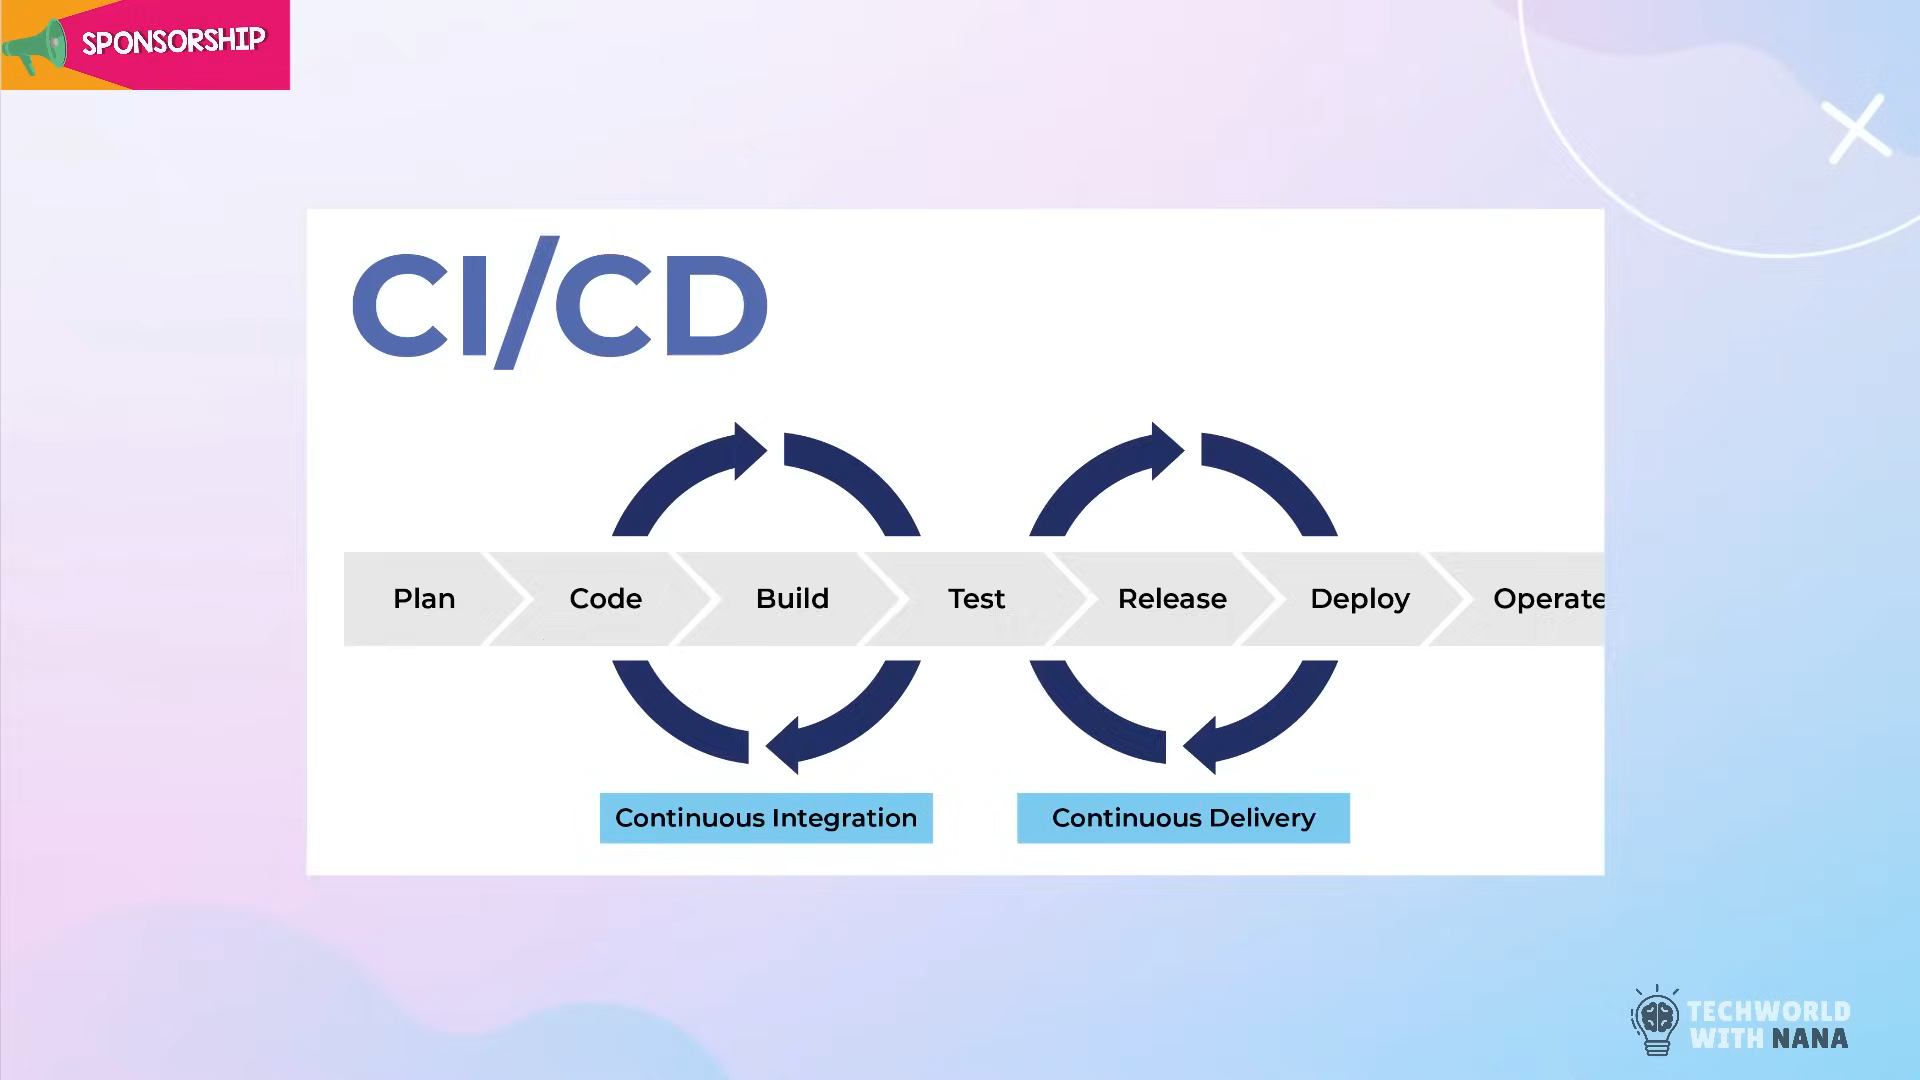 SPONSORSHIP
CI/CD
Plan Code Build Test Release Deploy Operate
Continuous Integration Continuous Delivery
TECHWORLD
WITH NANA